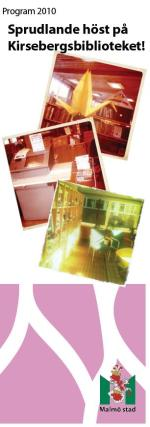 Program 2010
Sprudlande höst på
Kirsebergsbiblioteket!
Malmö stad